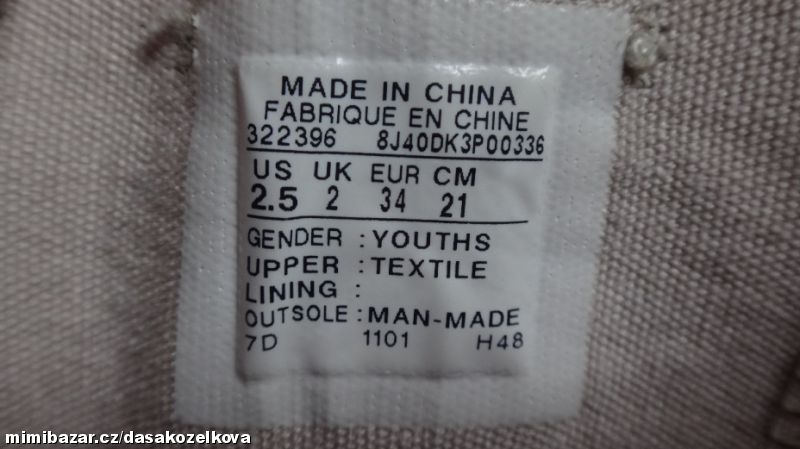 MADE IN CHINA
FABRIQUE EN CHINE
322396 8J40DK3P00336
US UK EUR CM
2.5 2 34 21
GENDER : YOUTHS
UPPER : TEXTILE
LINING :
OUTSOLE : MAN-MADE
7D 1101 H48
mimibazar.cz/dasakozelkova